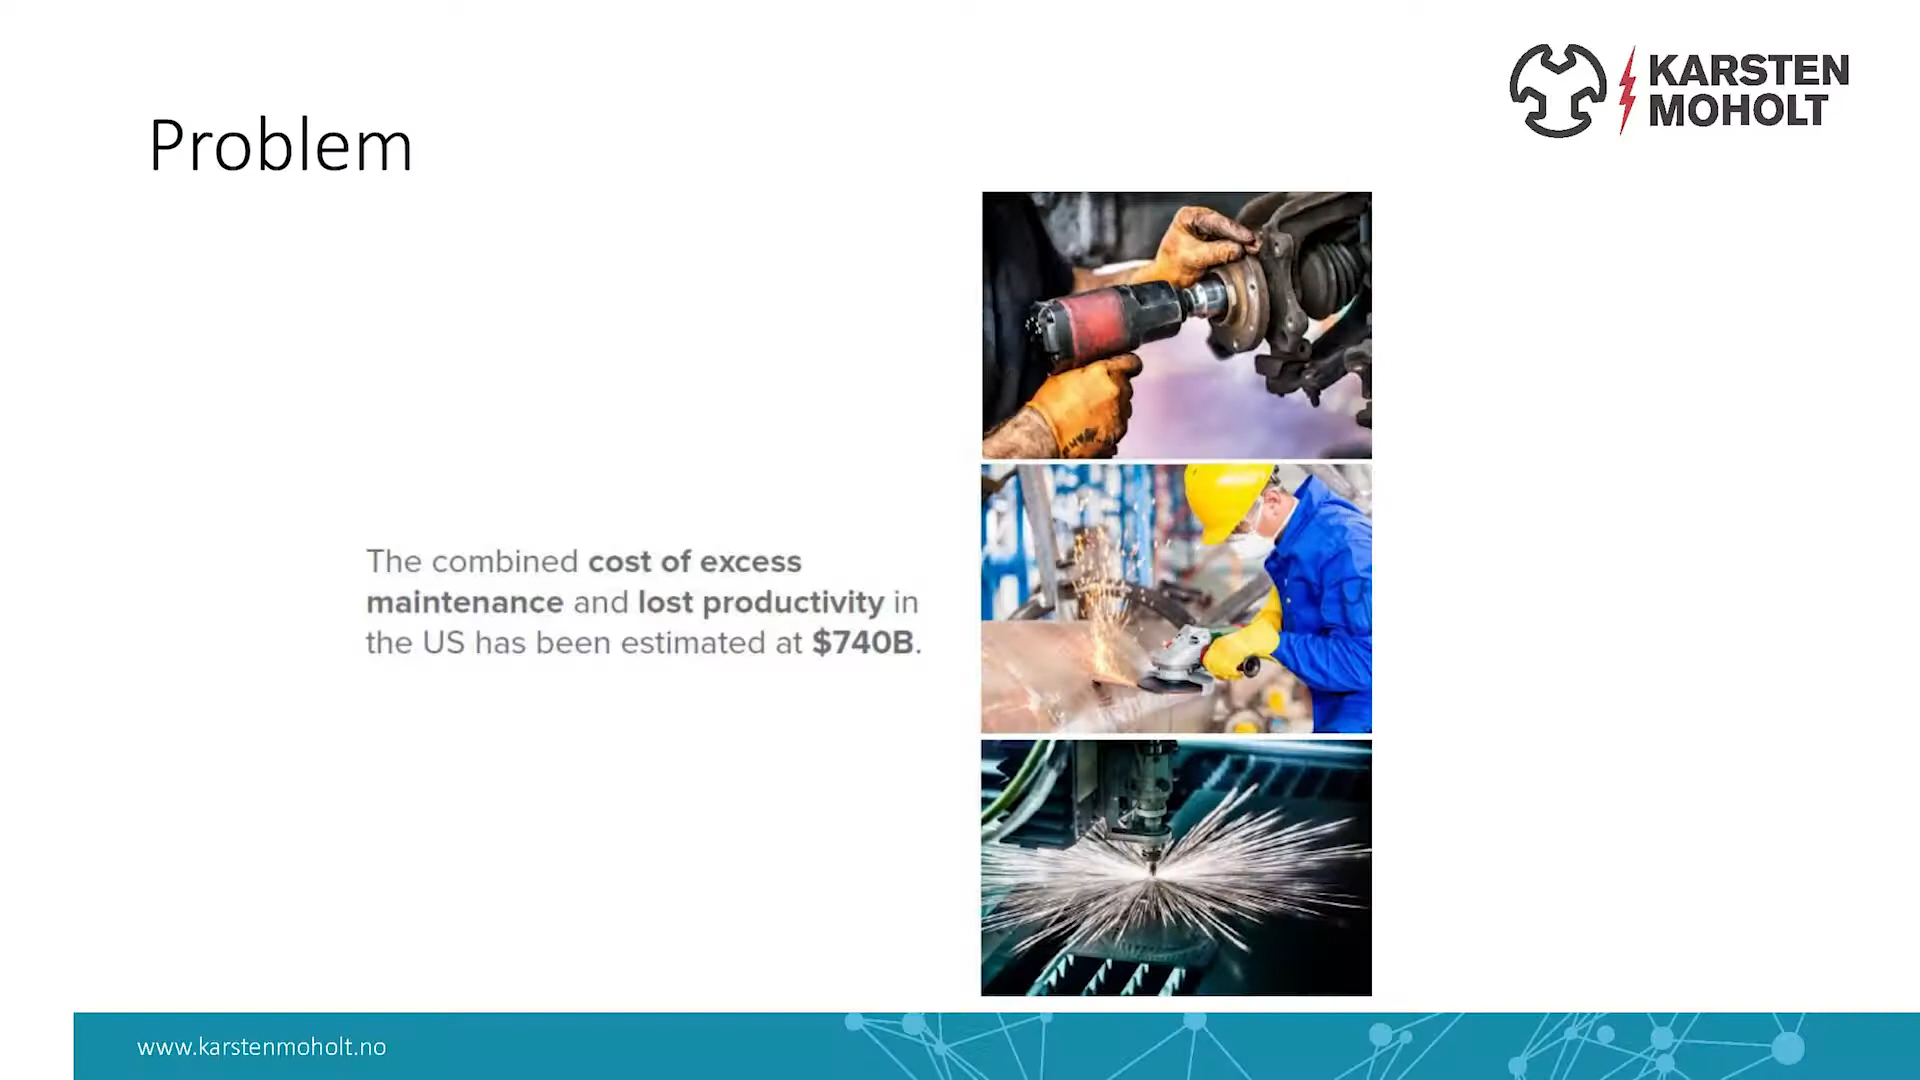 KARSTEN
MOHOLT
Problem
The combined cost of excess
maintenance and lost productivity in
the US has been estimated at $740B.
www.karstenmoholt.no